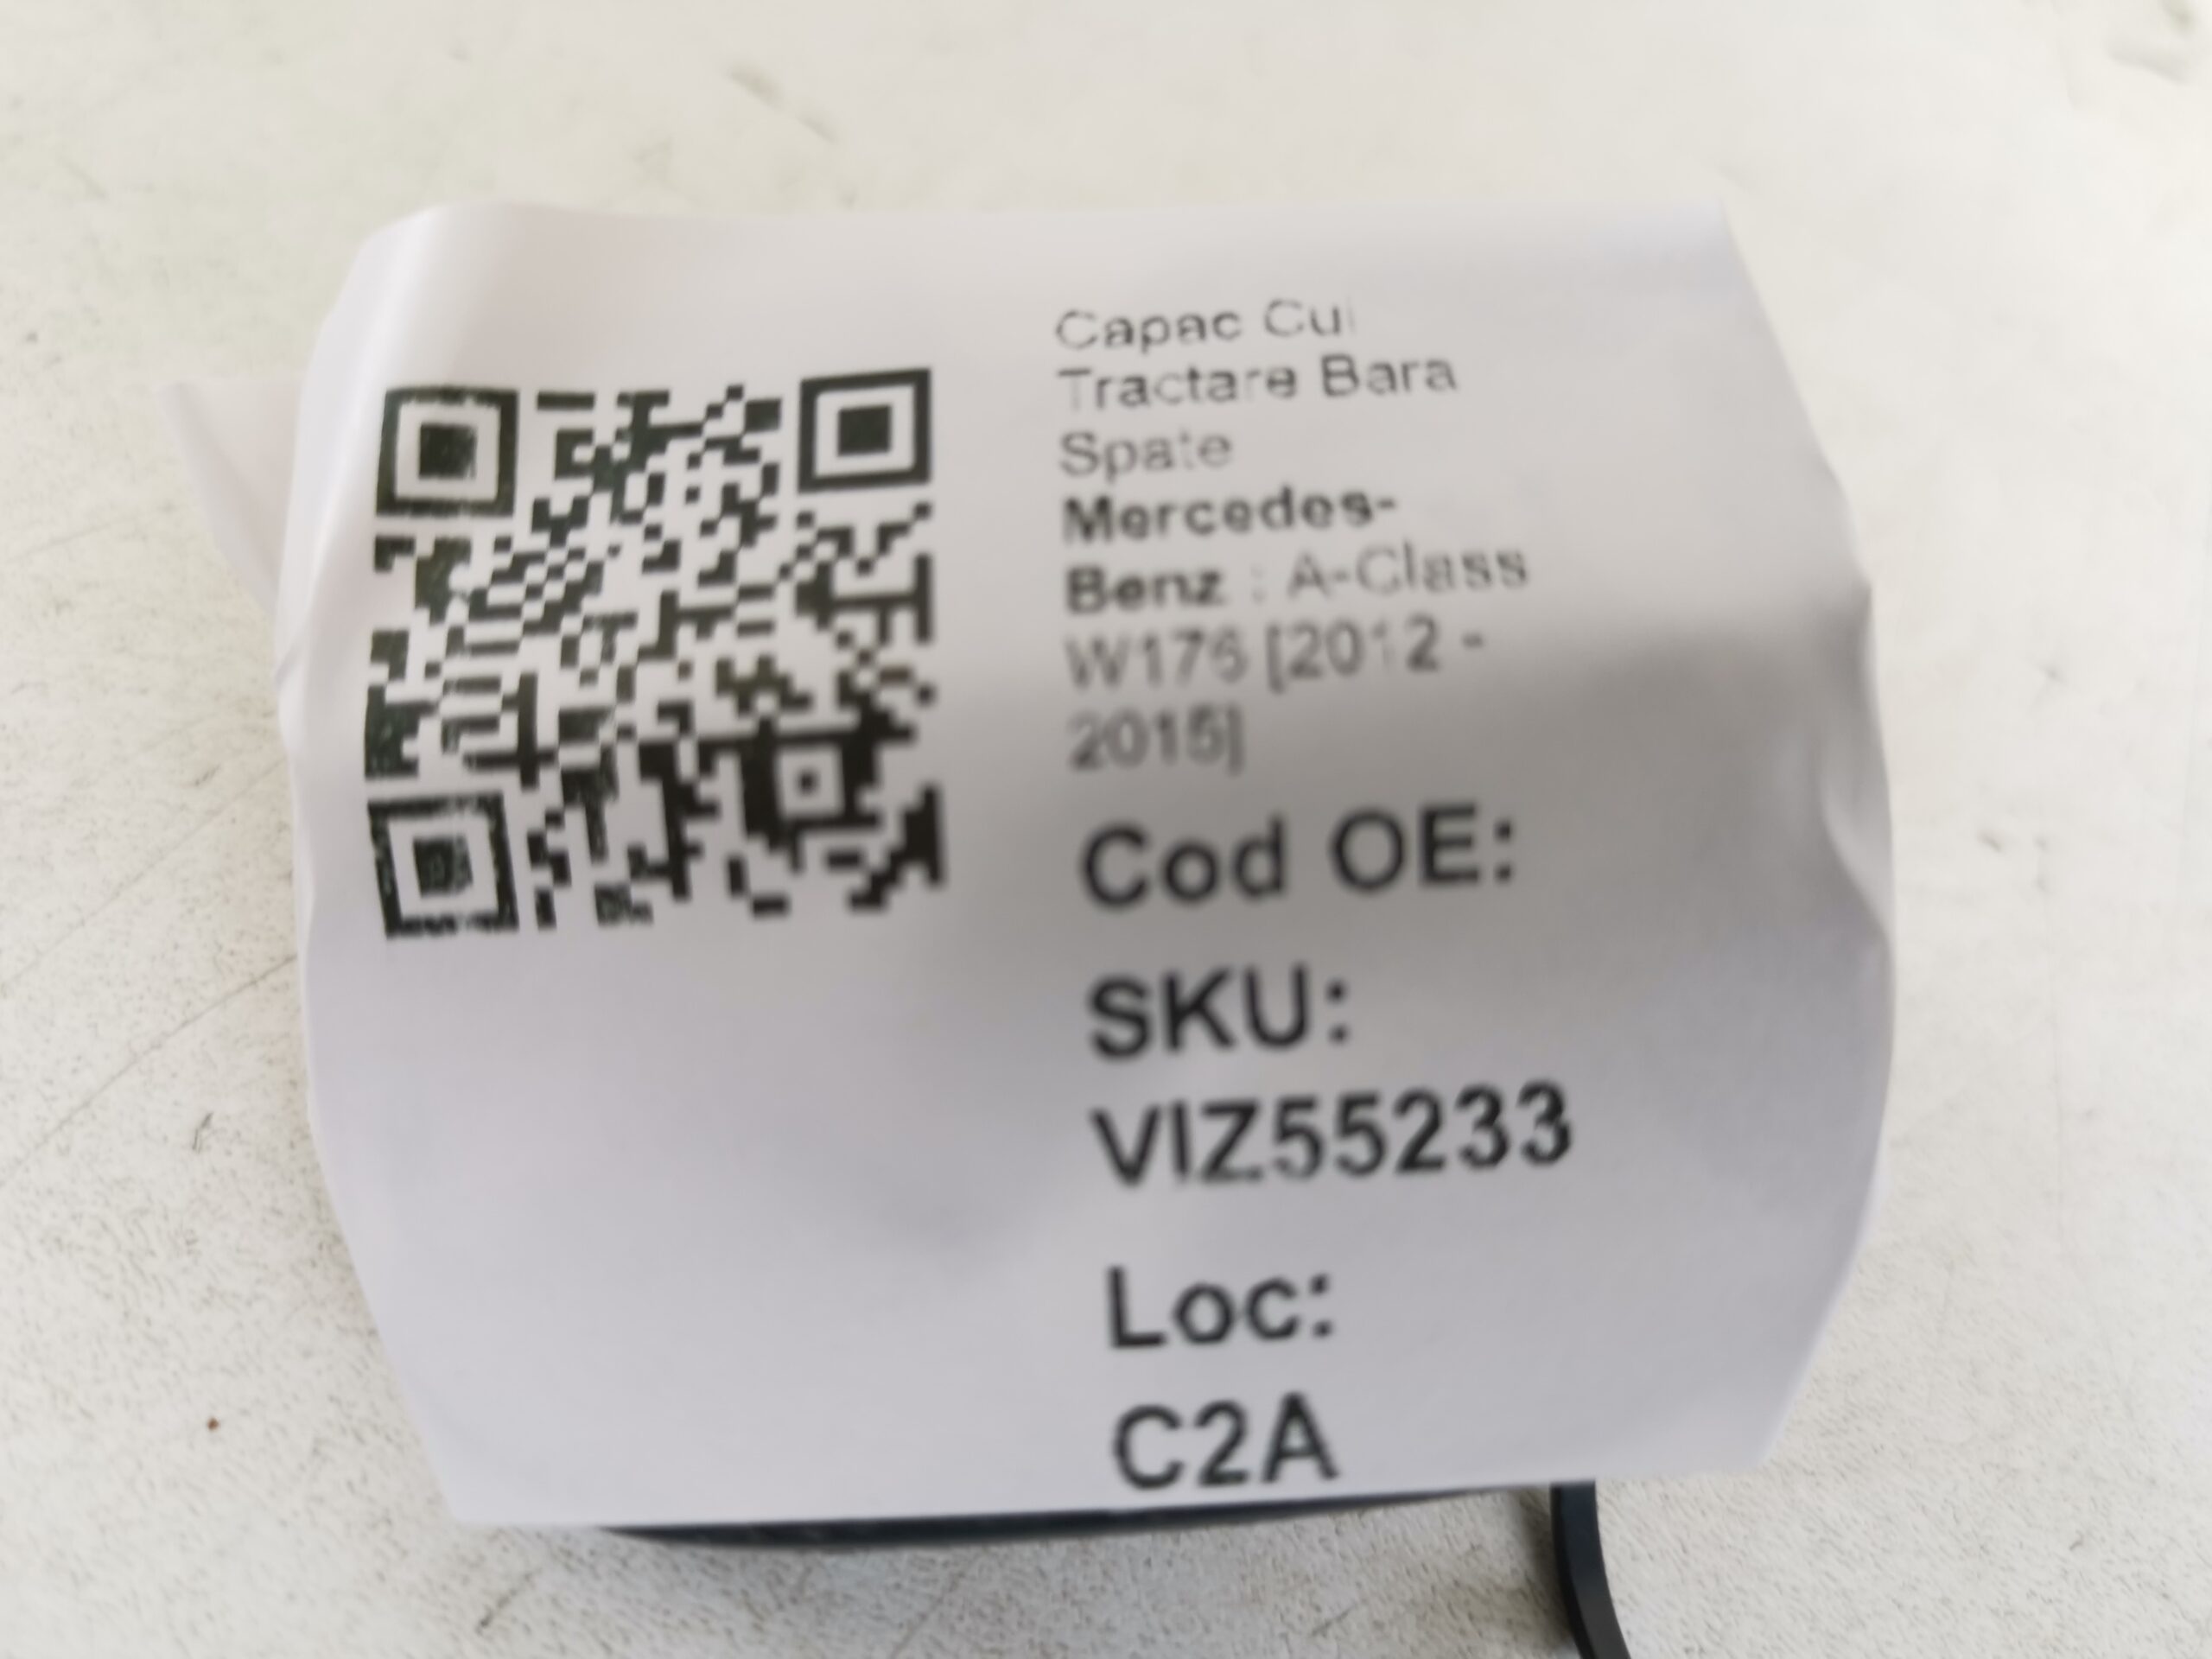 Capac Cui
Tractare Bara
Spate
Mercedes-
Benz : A-Class
W176 [2012 -
2015]
Cod OE:
SKU:
VIZ55233
Loc:
C2A